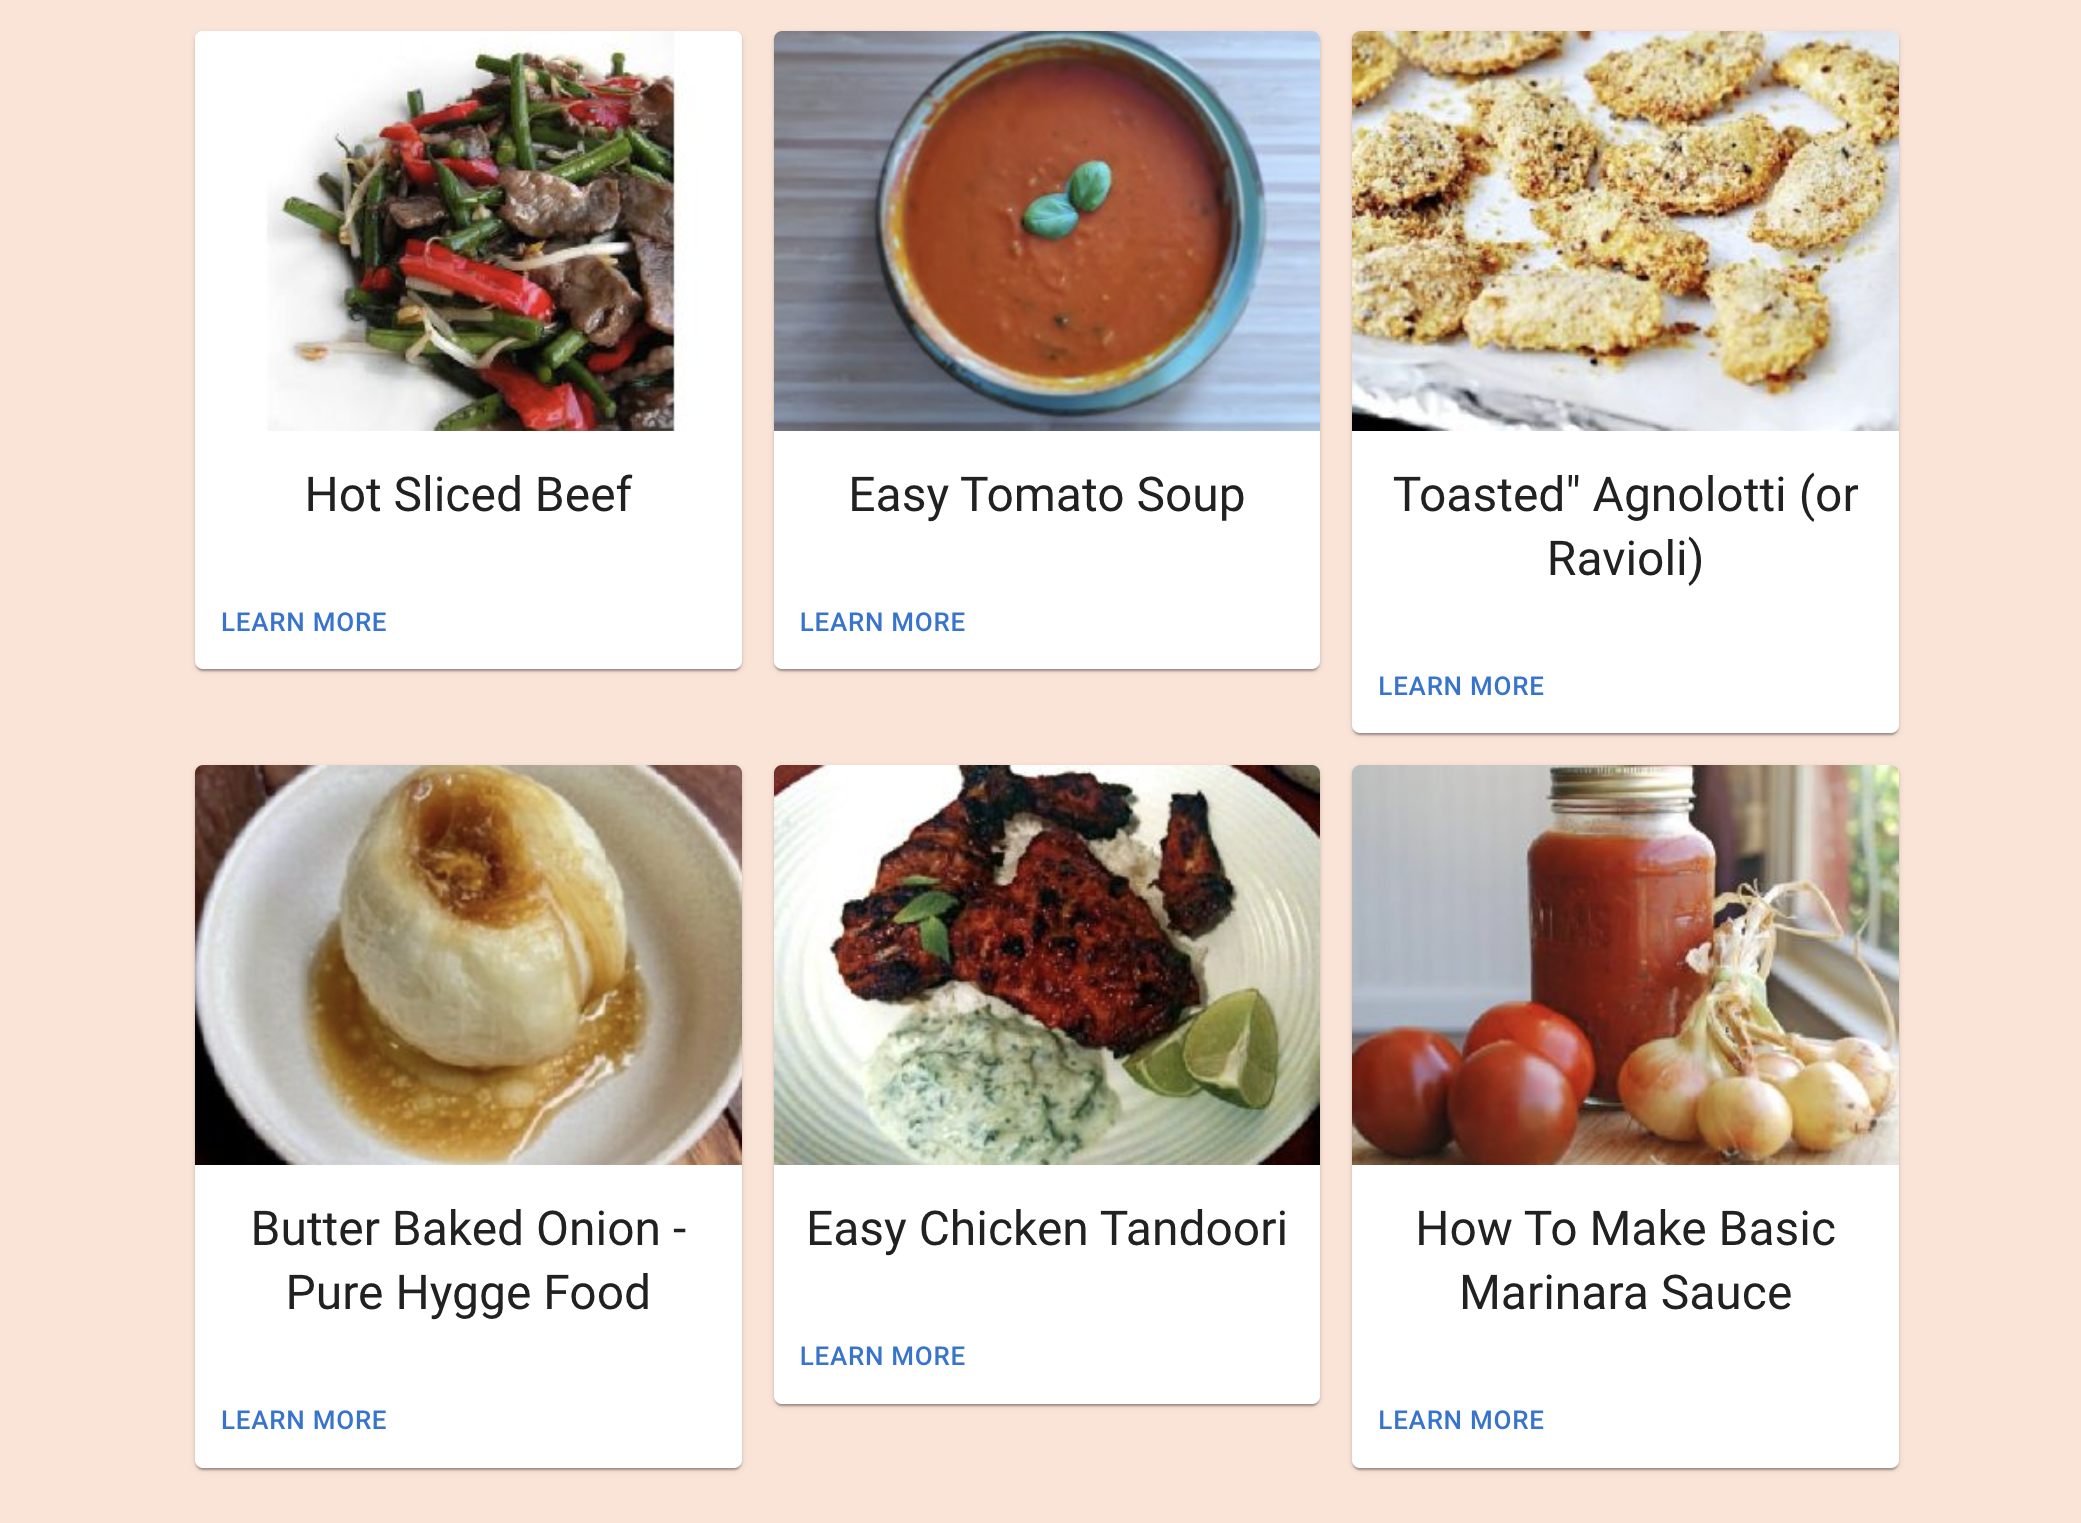 Hot Sliced Beef
LEARN MORE
Easy Tomato Soup
LEARN MORE
Toasted" Agnolotti (or
Ravioli)
LEARN MORE
Butter Baked Onion -
Pure Hygge Food
LEARN MORE
Easy Chicken Tandoori
LEARN MORE
How To Make Basic
Marinara Sauce
LEARN MORE